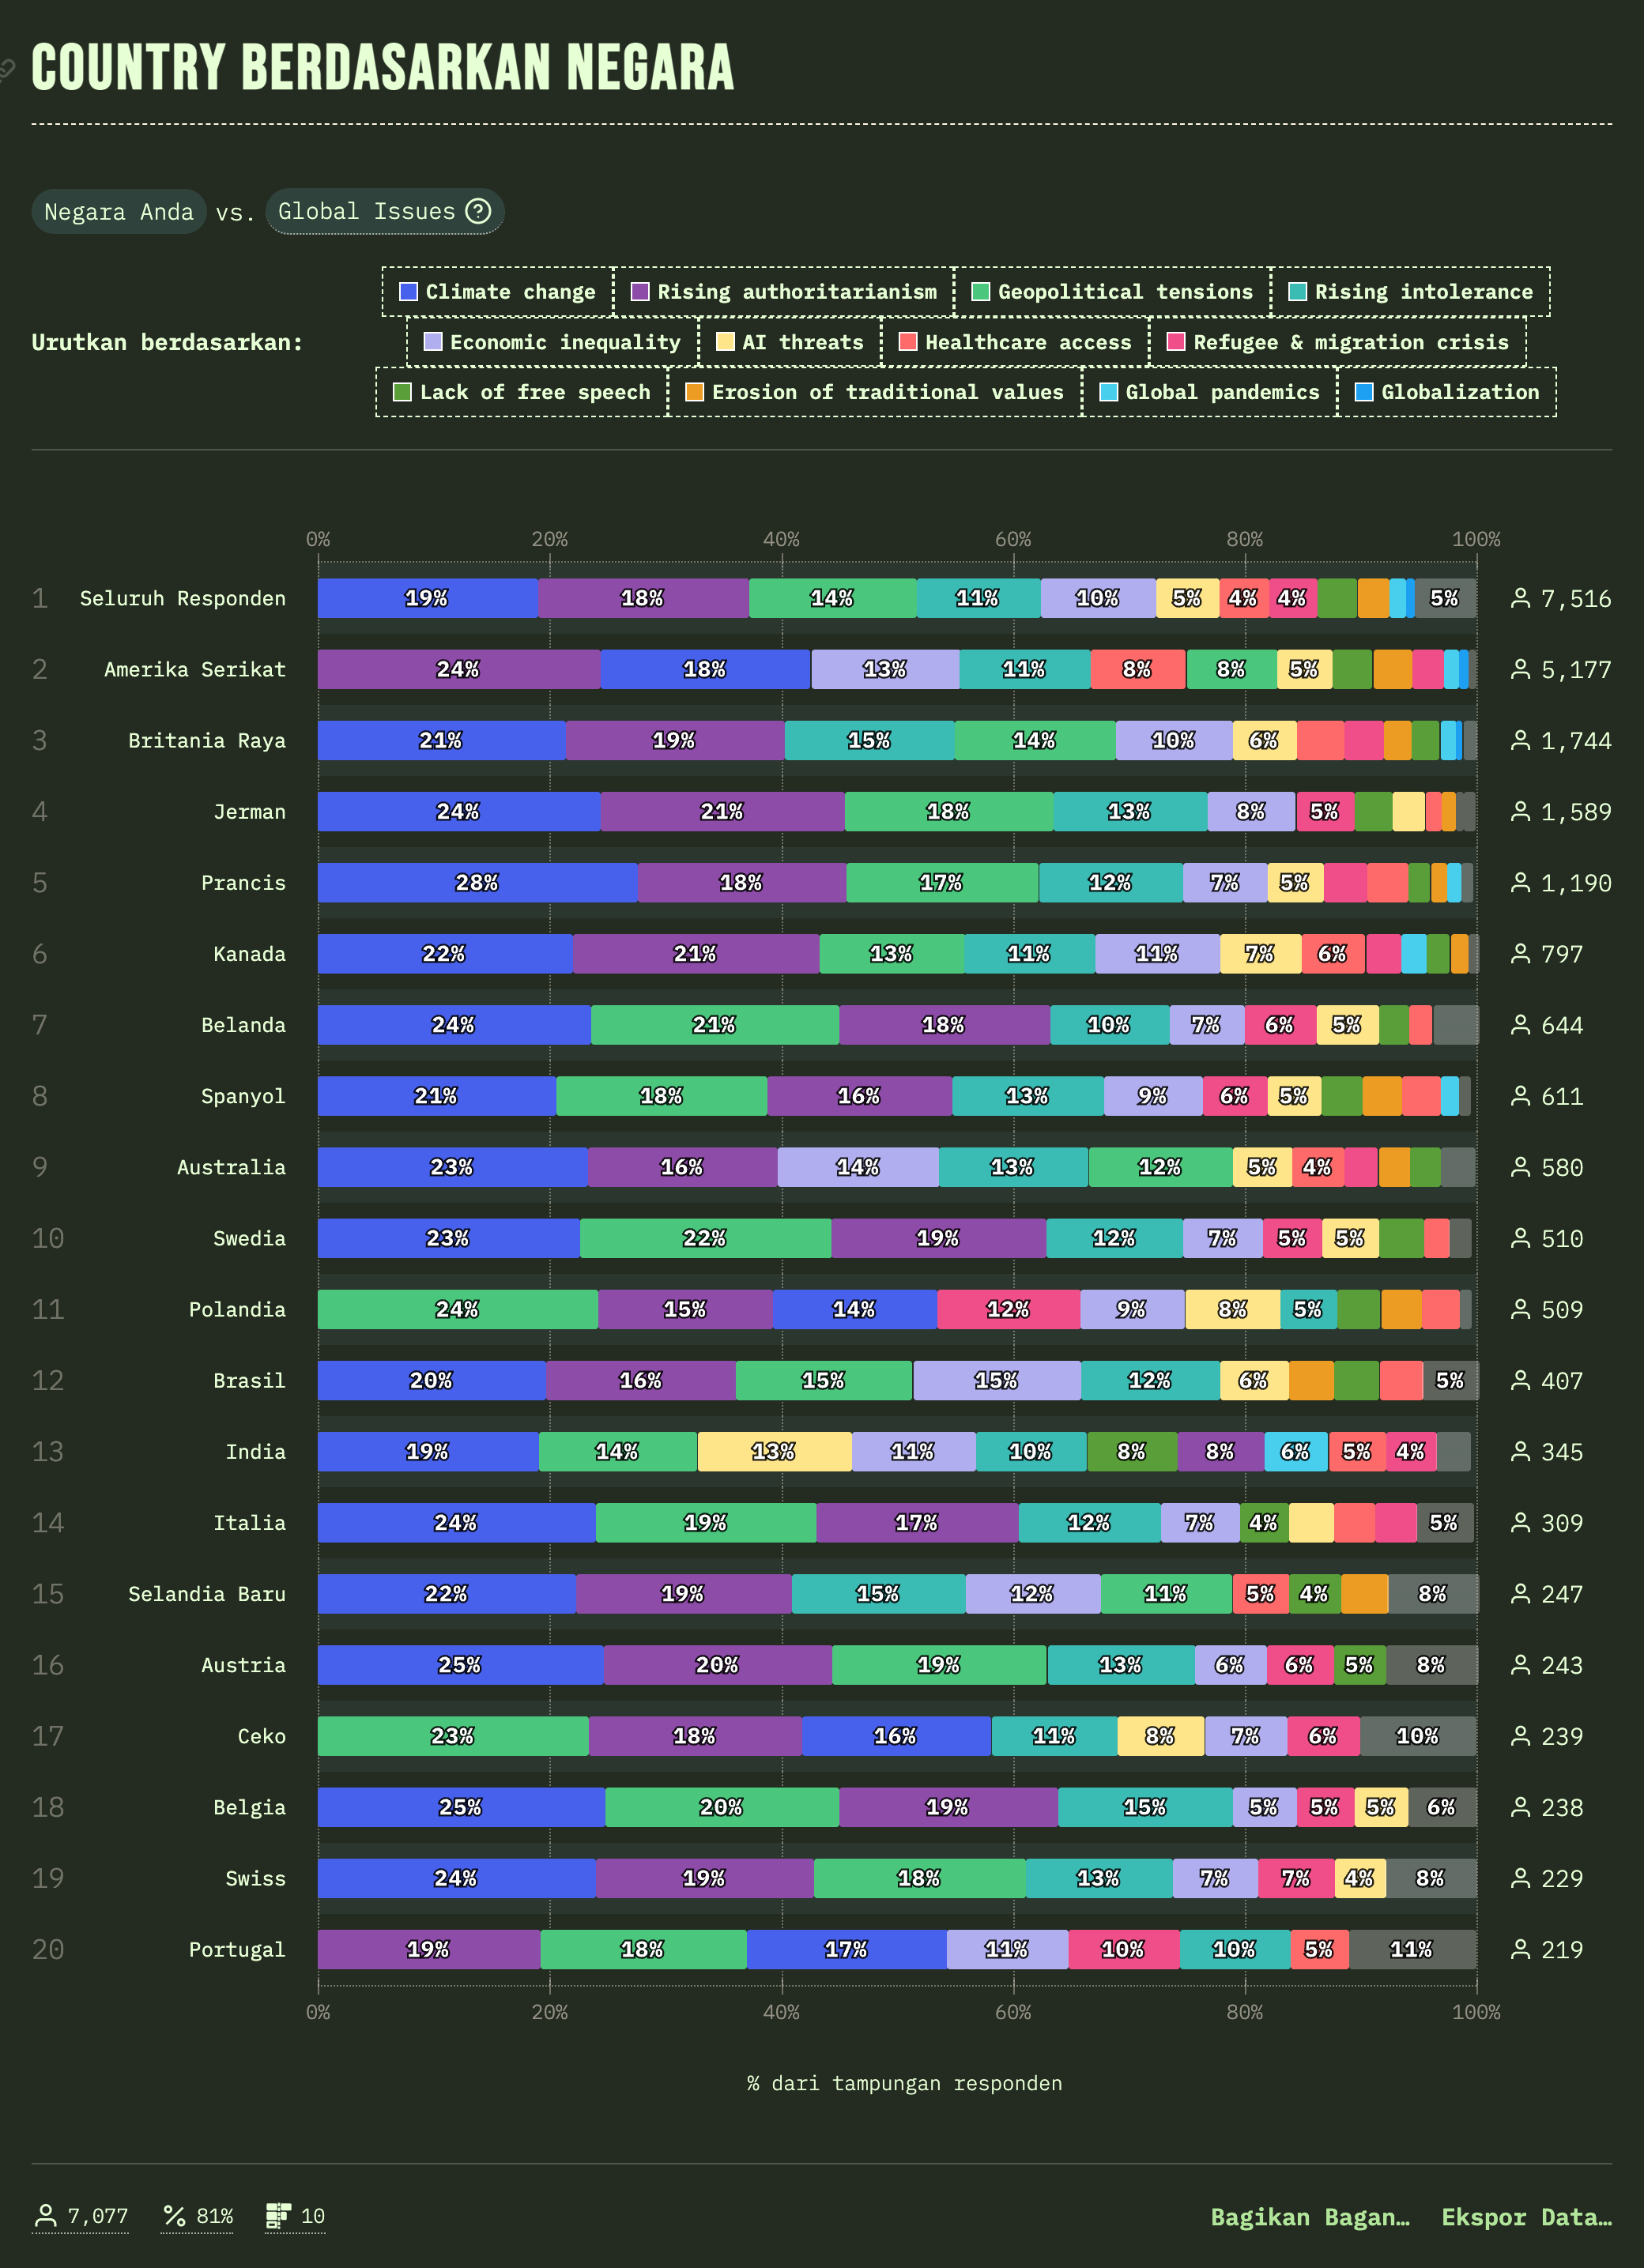 COUNTRY BERDASARKAN NEGARA
Negara Anda vs. Global Issues ?
Climate change Rising authoritarianism Geopolitical tensions Rising intolerance
Urutkan berdasarkan: Economic inequality AI threats Healthcare access Refugee & migration crisis
Lack of free speech Erosion of traditional values Global pandemics Globalization
0% 20% 40% 60% 80% 100%
1 Seluruh Responden 19% 18% 14% 11% 10% 5% 4% 4% 5% 7,516
2 Amerika Serikat 24% 18% 13% 11% 8% 8% 5% 5,177
3 Britania Raya 21% 19% 15% 14% 10% 6% 1,744
4 Jerman 24% 21% 18% 13% 8% 5% 1,589
5 Prancis 28% 18% 17% 12% 7% 5% 1,190
6 Kanada 22% 21% 13% 11% 11% 7% 6% 797
7 Belanda 24% 21% 18% 10% 7% 6% 5% 644
8 Spanyol 21% 18% 16% 13% 9% 6% 5% 611
9 Australia 23% 16% 14% 13% 12% 5% 4% 580
10 Swedia 23% 22% 19% 12% 7% 5% 5% 510
11 Polandia 24% 15% 14% 12% 9% 8% 5% 509
12 Brasil 20% 16% 15% 15% 12% 6% 5% 407
13 India 19% 14% 13% 11% 10% 8% 8% 6% 5% 4% 345
14 Italia 24% 19% 17% 12% 7% 4% 5% 309
15 Selandia Baru 22% 19% 15% 12% 11% 5% 4% 8% 247
16 Austria 25% 20% 19% 13% 6% 6% 5% 8% 243
17 Ceko 23% 18% 16% 11% 8% 7% 6% 10% 239
18 Belgia 25% 20% 19% 15% 5% 5% 5% 6% 238
19 Swiss 24% 19% 18% 13% 7% 7% 4% 8% 229
20 Portugal 19% 18% 17% 11% 10% 10% 5% 11% 219
0% 20% 40% 60% 80% 100%
% dari tampungan responden
7,077 81% 10 Bagikan Bagan… Ekspor Data…